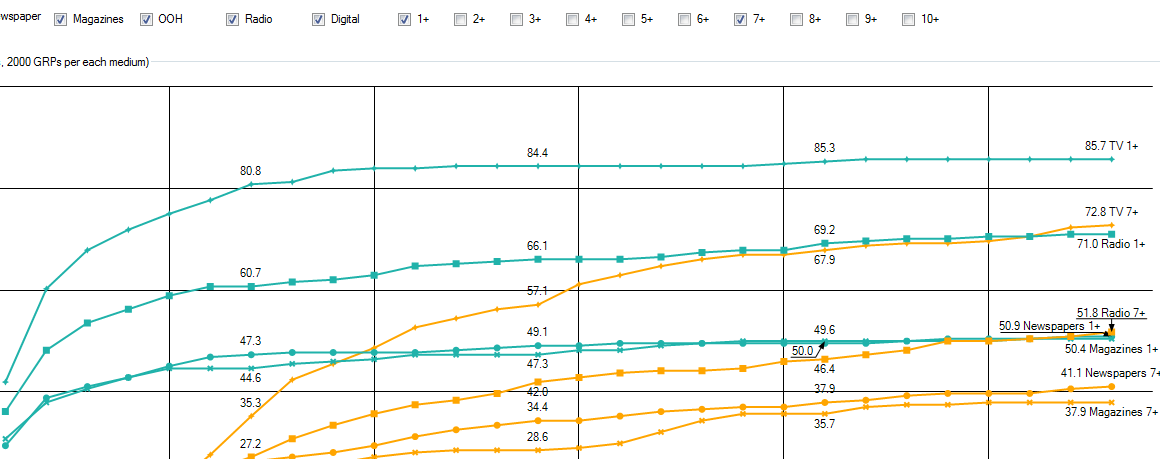 wspaper Magazines OOH Radio Digital 1+ 2+ 3+ 4+ 5+ 6+ 7+ 8+ 9+ 10+
, 2000 GRPs per each medium)
85.7 TV 1+
85.3
84.4
80.8
72.8 TV 7+
69.2
71.0 Radio 1+
66.1
67.9
60.7
57.1
51.8 Radio 7+
50.9 Newspapers 1+
49.6
49.1
47.3
50.0
50.4 Magazines 1+
47.3
46.4
41.1 Newspapers 7+
44.6
37.9
42.0
35.3
34.4
37.9 Magazines 7+
35.7
28.6
27.2